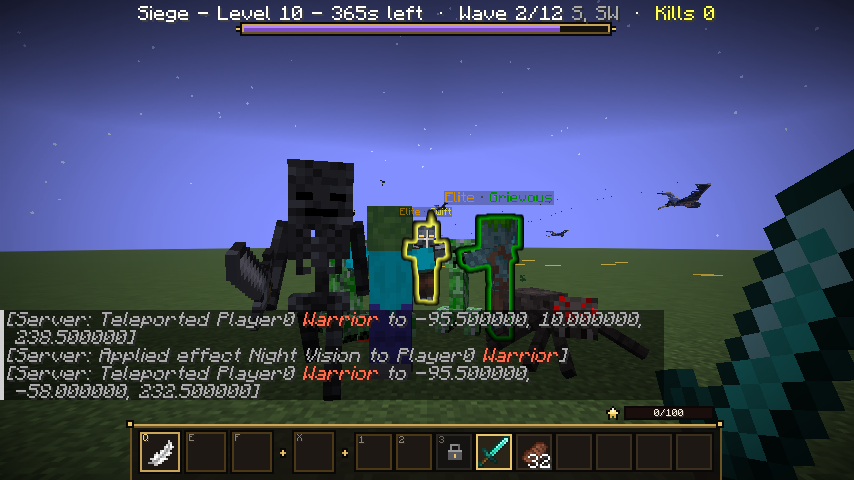 Siege - Level 10 - 365s left · Wave 2/12 S, SW · Kills 0
Elite · Grievous
Elite
[Server: Teleported Player0 Warrior to -95.500000, 10.000000,
238.500000]
[Server: Applied effect Night Vision to Player0 Warrior]
[Server: Teleported Player0 Warrior to -95.500000,
-58.000000, 232.500000]
0/100
Q E F X 1 2 3
32